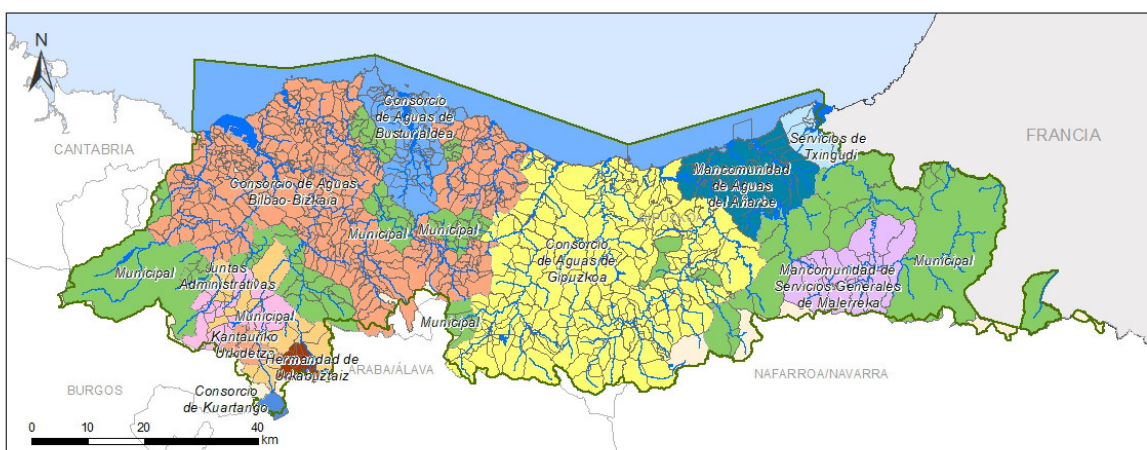 N
CANTABRIA
Consorcio
de Aguas de
Busturialdea
Servicios de
Txingudi
FRANCIA
Consorcio de Aguas
Bilbao-Bizkaia
Mancomunidad
de Aguas
del Añarbe
GIPUZKOA
Municipal
Municipal
Municipal
Juntas
Administrativas
Consorcio
de Aguas de
Gipuzkoa
Mancomunidad de
Servicios Generales
de Malerreka
Municipal
Municipal
Municipal
Kantauriko
Urkidetza
Hermandad de
BURGOS
ARABA/ÁLAVA
NAFARROA/NAVARRA
Consorcio
de Kuartango
0 10 20 40
km